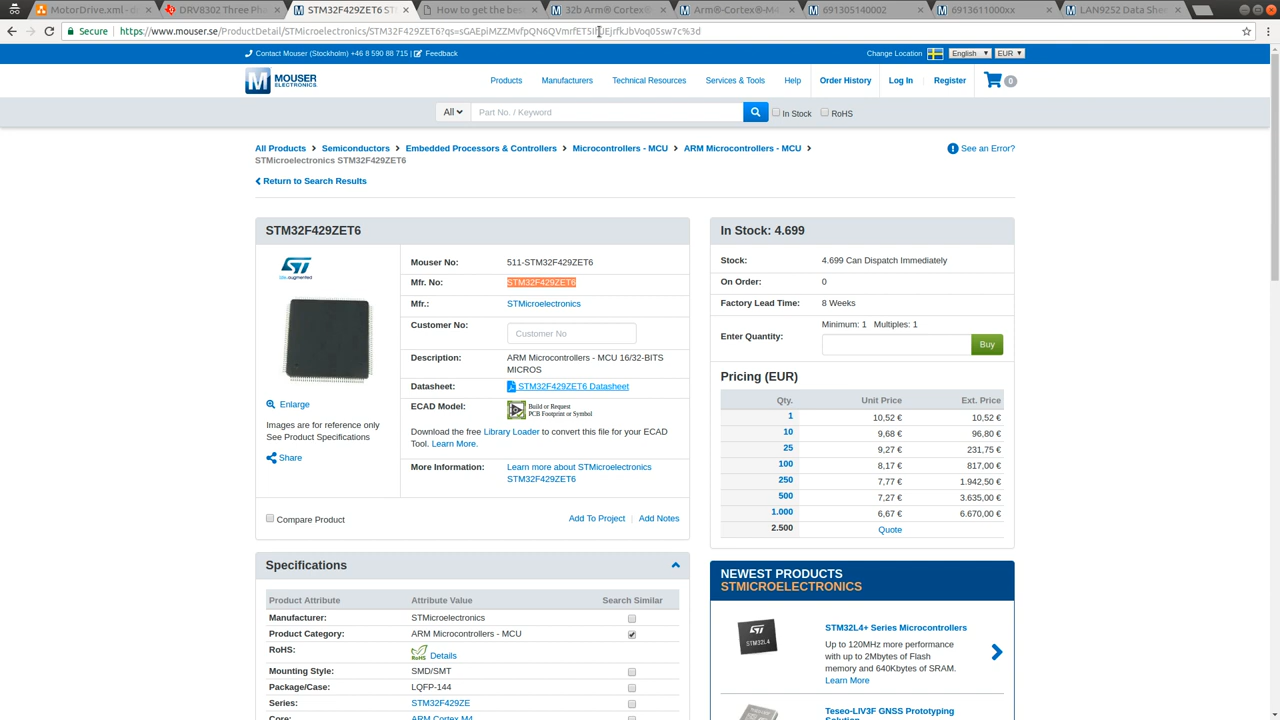 MotorDrive.xml - d
DRV8302 Three Ph
STM32F429ZET6 ST
How to get the best
32b Arm® Cortex®
Arm®-Cortex®-M4
691305140002
6913611000xx
LAN9252 Data She
Secure https://www.mouser.se/ProductDetail/STMicroelectronics/
Contact Mouser (Stockholm) +46 8 590 88 715 | Feedback
Change Location English EUR
MOUSER
ELECTRONICS
Products Manufacturers Technical Resources Services & Tools Help Order History Log In Register 0
All Part No. / Keyword In Stock RoHS
All Products Semiconductors Embedded Processors & Controllers Microcontrollers - MCU ARM Microcontrollers - MCU
See an Error?
STMicroelectronics STM32F429ZET6
Return to Search Results
STM32F429ZET6
ST
life.augmented
Enlarge
Images are for reference only
See Product Specifications
Share
Mouser No: 511-STM32F429ZET6
Mfr. No: STM32F429ZET6
Mfr.: STMicroelectronics
Customer No: Customer No
Description: ARM Microcontrollers - MCU 16/32-BITS
MICROS
Datasheet: STM32F429ZET6 Datasheet
ECAD Model: Build or Request
PCB Footprint or Symbol
Download the free Library Loader to convert this file for your ECAD
Tool. Learn More.
More Information: Learn more about STMicroelectronics
STM32F429ZET6
Compare Product Add To Project | Add Notes
In Stock: 4.699
Stock: 4.699 Can Dispatch Immediately
On Order: 0
Factory Lead Time: 8 Weeks
Minimum: 1 Multiples: 1
Enter Quantity: Buy
Pricing (EUR)
Qty. Unit Price Ext. Price
1 10,52 € 10,52 €
10 9,68 € 96,80 €
25 9,27 € 231,75 €
100 8,17 € 817,00 €
250 7,77 € 1.942,50 €
500 7,27 € 3.635,00 €
1.000 6,67 € 6.670,00 €
2.500 Quote
Specifications
Product Attribute Attribute Value Search Similar
Manufacturer: STMicroelectronics
Product Category: ARM Microcontrollers - MCU
RoHS: RoHS Details
Mounting Style: SMD/SMT
Package/Case: LQFP-144
Series: STM32F429ZE
Core: ARM Cortex M4
NEWEST PRODUCTS
STMICROELECTRONICS
STM32L4
STM32L4+ Series Microcontrollers
Up to 120MHz more performance
with up to 2Mbytes of Flash
memory and 640Kbytes of SRAM.
Learn More
Teseo-LIV3F GNSS Prototyping
Solution